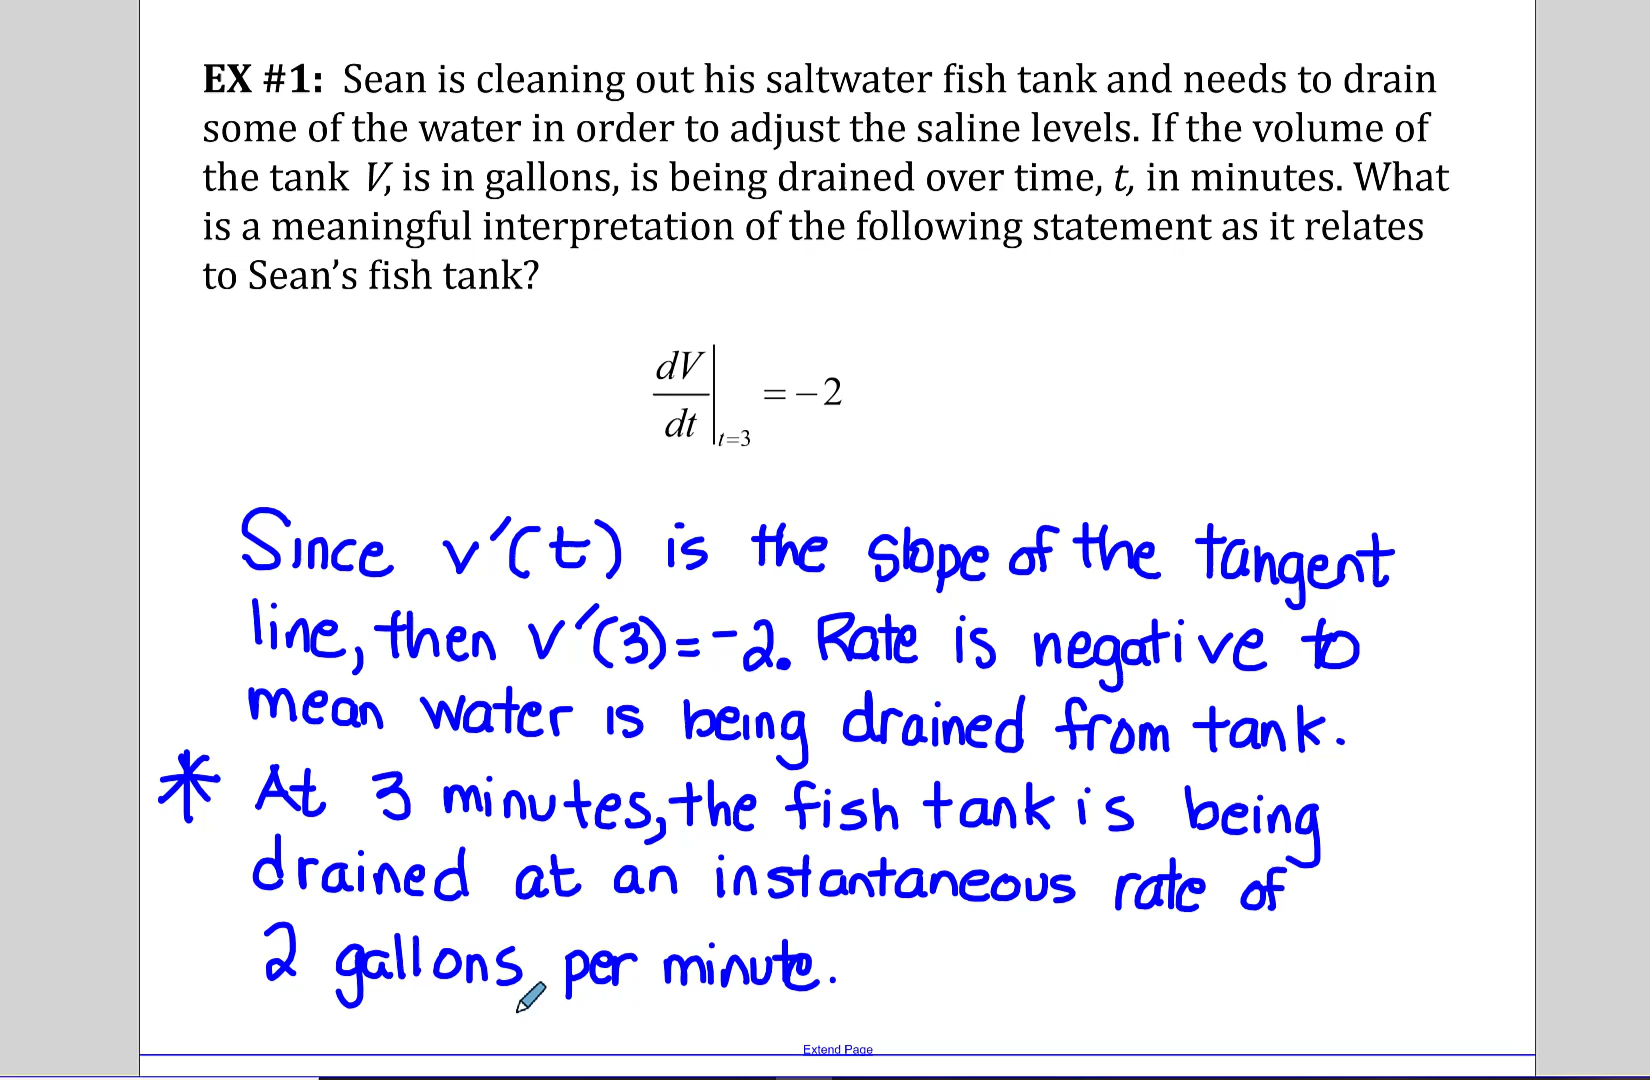 EX #1: Sean is cleaning out his saltwater fish tank and needs to drain
some of the water in order to adjust the saline levels. If the volume of
the tank V, is in gallons, is being drained over time, t, in minutes. What
is a meaningful interpretation of the following statement as it relates
to Sean’s fish tank?
dV/dt |t=3 = −2
Since v′(t) is the slope of the tangent
line, then v′(3)=-2. Rate is negative to
mean water is being drained from tank.
* At 3 minutes, the fish tank is being
drained at an instantaneous rate of
2 gallons per minute.
Extend Page